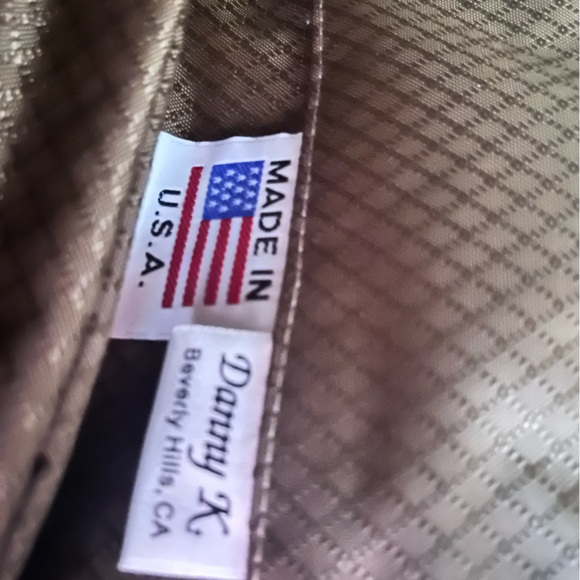 MADE IN
U.S.A.
Danny K
Beverly Hills, CA